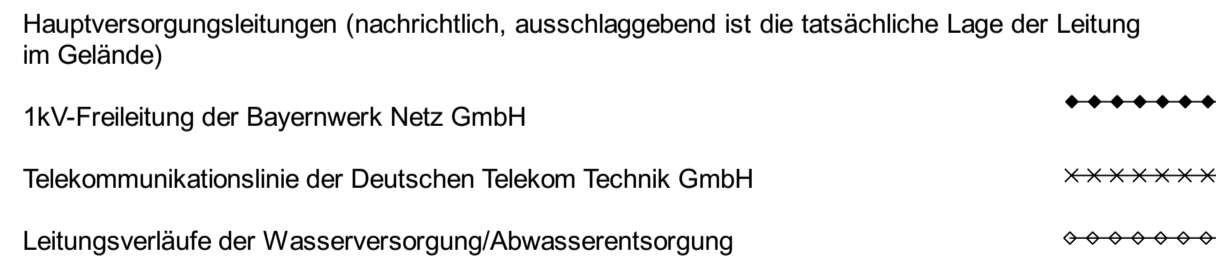 Hauptversorgungsleitungen (nachrichtlich, ausschlaggebend ist die tatsächliche Lage der Leitung
im Gelände)
1kV-Freileitung der Bayernwerk Netz GmbH
Telekommunikationslinie der Deutschen Telekom Technik GmbH
Leitungsverläufe der Wasserversorgung/Abwasserentsorgung